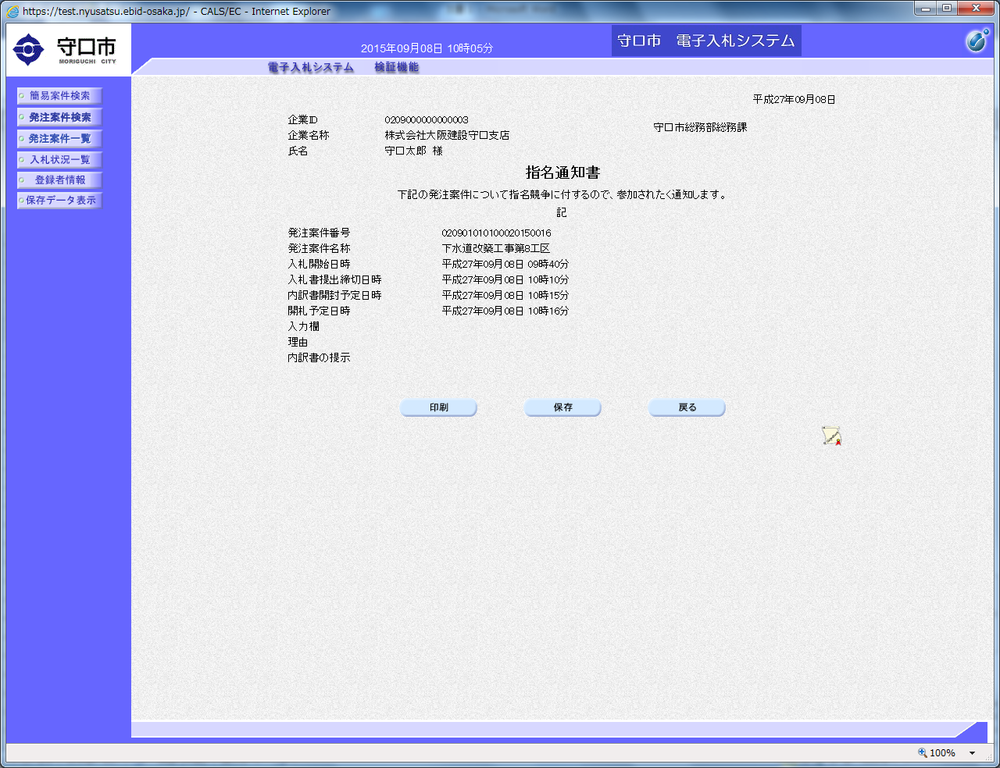 https://test.nyusatsu.ebid-osaka.jp/ - CALS/EC - Internet Explorer
守口市
MORIGUCHI CITY
2015年09月08日 10時05分
守口市 電子入札システム
電子入札システム 検証機能
簡易案件検索
発注案件検索
発注案件一覧
入札状況一覧
登録者情報
保存データ表示
平成27年09月08日
企業ID 0209000000000003
企業名称 株式会社大阪建設守口支店
氏名 守口太郎 様
守口市総務部総務課
指名通知書
下記の発注案件について指名競争に付するので、参加されたく通知します。
記
発注案件番号 020901010100020150016
発注案件名称 下水道改築工事第8工区
入札開始日時 平成27年09月08日 09時40分
入札書提出締切日時 平成27年09月08日 10時10分
内訳書開封予定日時 平成27年09月08日 10時15分
開札予定日時 平成27年09月08日 10時16分
入力欄
理由
内訳書の提示
印刷 保存 戻る
100%